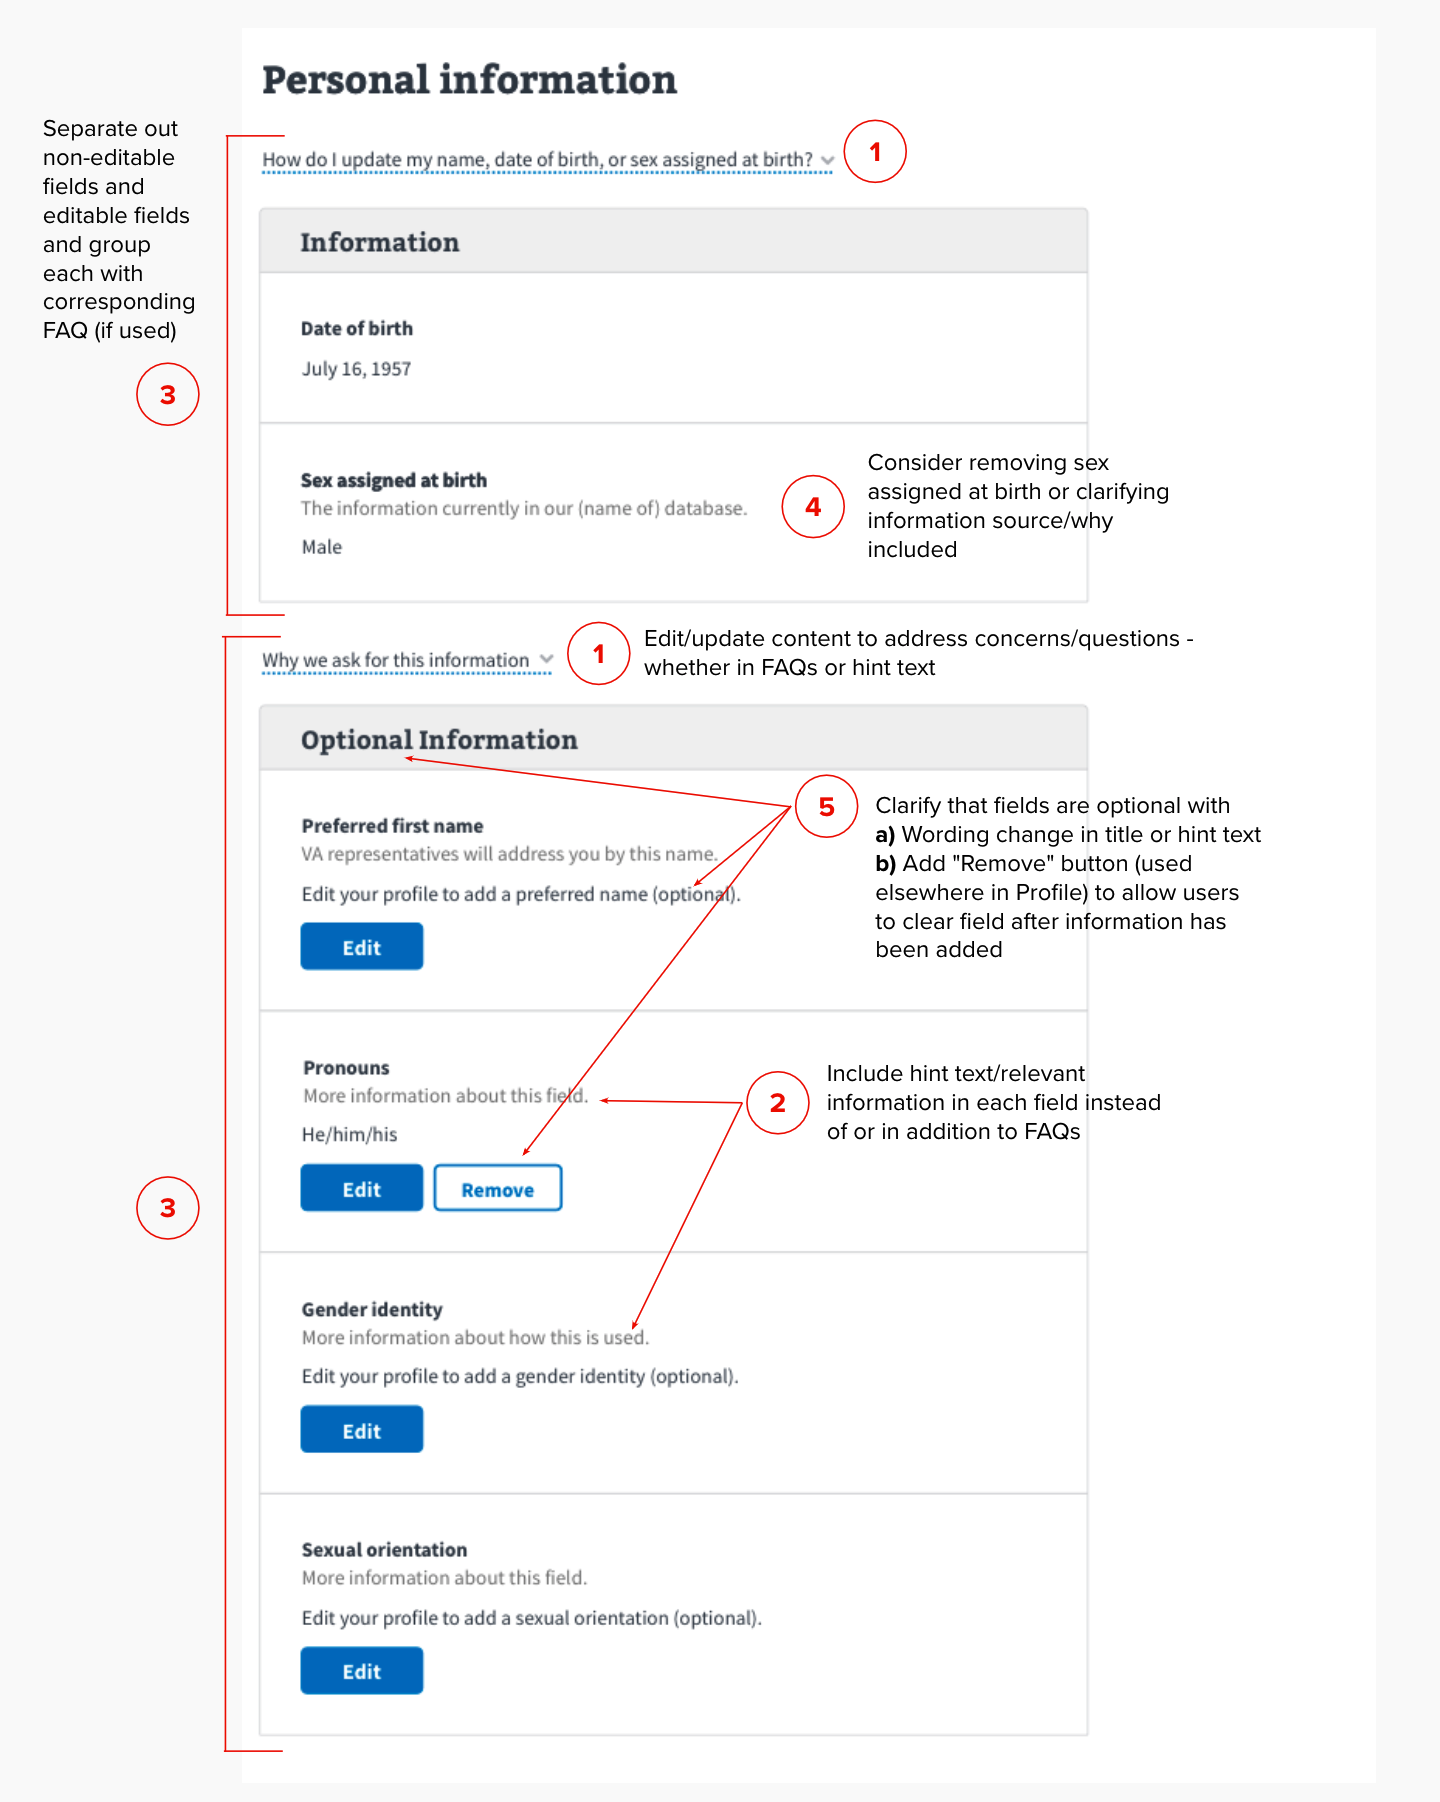 Personal information
Separate out
non-editable
fields and
editable fields
and group
each with
corresponding
FAQ (if used)
3
How do I update my name, date of birth, or sex assigned at birth?
1
Information
Date of birth
July 16, 1957
Sex assigned at birth
The information currently in our (name of) database.
Male
4
Consider removing sex
assigned at birth or clarifying
information source/why
included
Why we ask for this information
1
Edit/update content to address concerns/questions -
whether in FAQs or hint text
Optional Information
5
Clarify that fields are optional with
a) Wording change in title or hint text
b) Add "Remove" button (used
elsewhere in Profile) to allow users
to clear field after information has
been added
Preferred first name
VA representatives will address you by this name.
Edit your profile to add a preferred name (optional).
Edit
Pronouns
More information about this field.
He/him/his
Edit
Remove
2
Include hint text/relevant
information in each field instead
of or in addition to FAQs
3
Gender identity
More information about how this is used.
Edit your profile to add a gender identity (optional).
Edit
Sexual orientation
More information about this field.
Edit your profile to add a sexual orientation (optional).
Edit